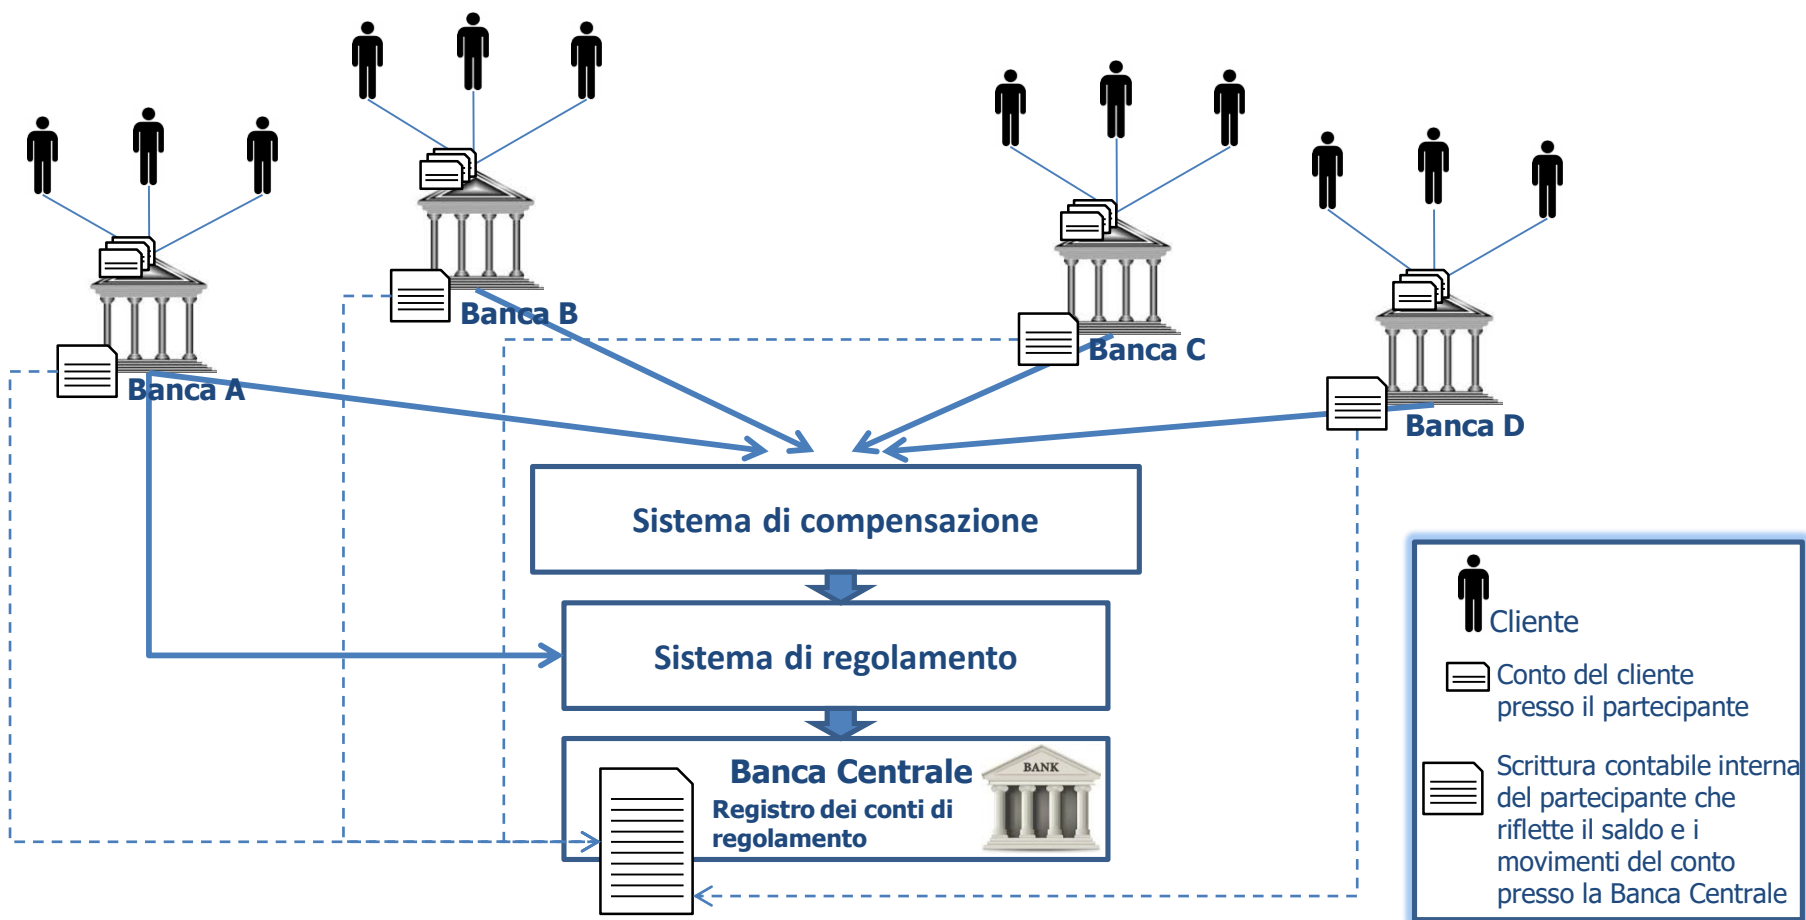 Banca B
Banca C
Banca A
Banca D
Sistema di compensazione
Sistema di regolamento
Banca Centrale
BANK
Registro dei conti di
regolamento
Cliente
Conto del cliente
presso il partecipante
Scrittura contabile interna
del partecipante che
riflette il saldo e i
movimenti del conto
presso la Banca Centrale